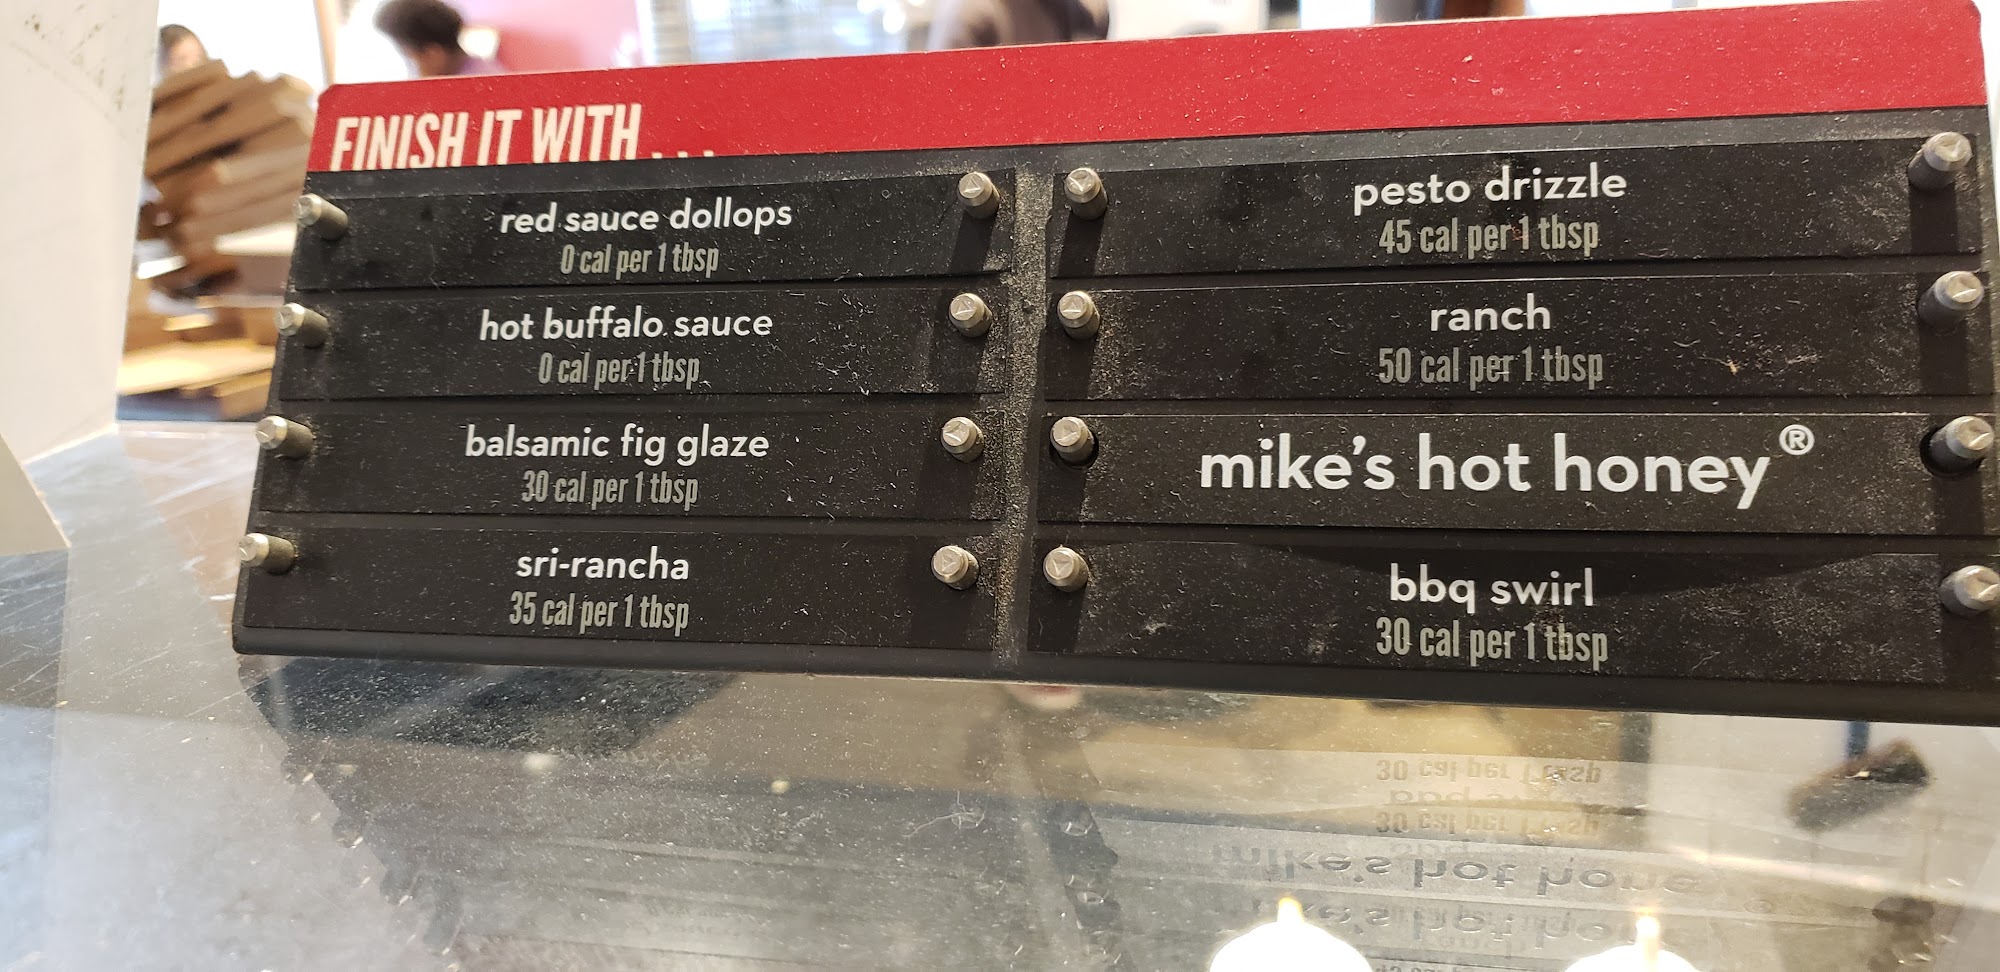 FINISH IT WITH...
red sauce dollops
0 cal per 1 tbsp
hot buffalo sauce
0 cal per 1 tbsp
balsamic fig glaze
30 cal per 1 tbsp
sri-rancha
35 cal per 1 tbsp
pesto drizzle
45 cal per 1 tbsp
ranch
50 cal per 1 tbsp
mike's hot honey®
bbq swirl
30 cal per 1 tbsp